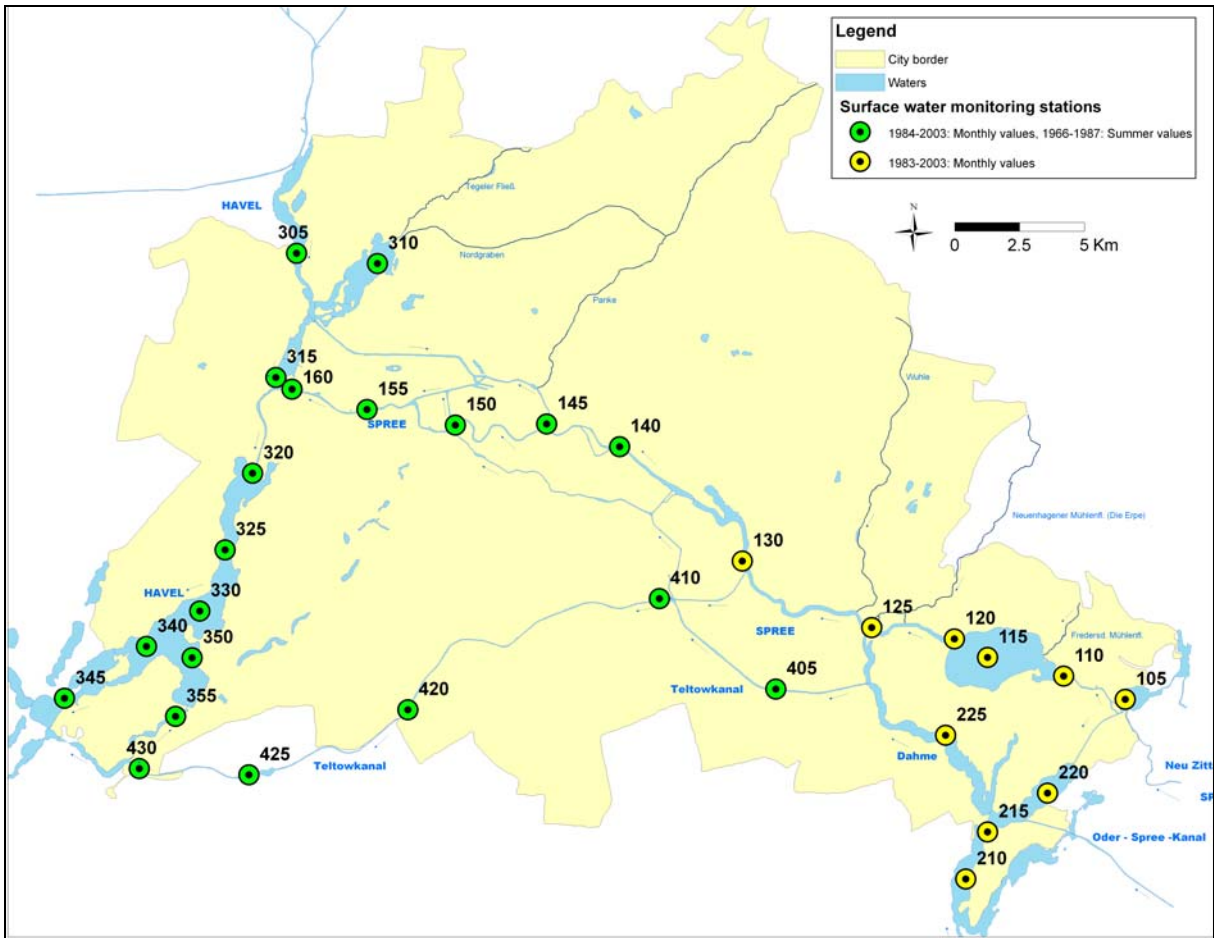 Legend
City border
Waters
Surface water monitoring stations
1984-2003: Monthly values, 1966-1987: Summer values
1983-2003: Monthly values
N
0 2.5 5 Km
Tegeler Fließ
HAVEL
305
310
Nordgraben
Panke
315
160
155
SPREE
150
145
140
Wuhle
320
Neuenhagener Mühlenfl. (Die Erpe)
325
130
HAVEL
330
410
340
350
SPREE
125
120
115
Fredersd. Mühlenfl.
110
105
345
355
420
Teltowkanal
405
225
Dahme
430
425
Teltowkanal
Neu Zitt
220
SP
215
Oder - Spree -Kanal
210